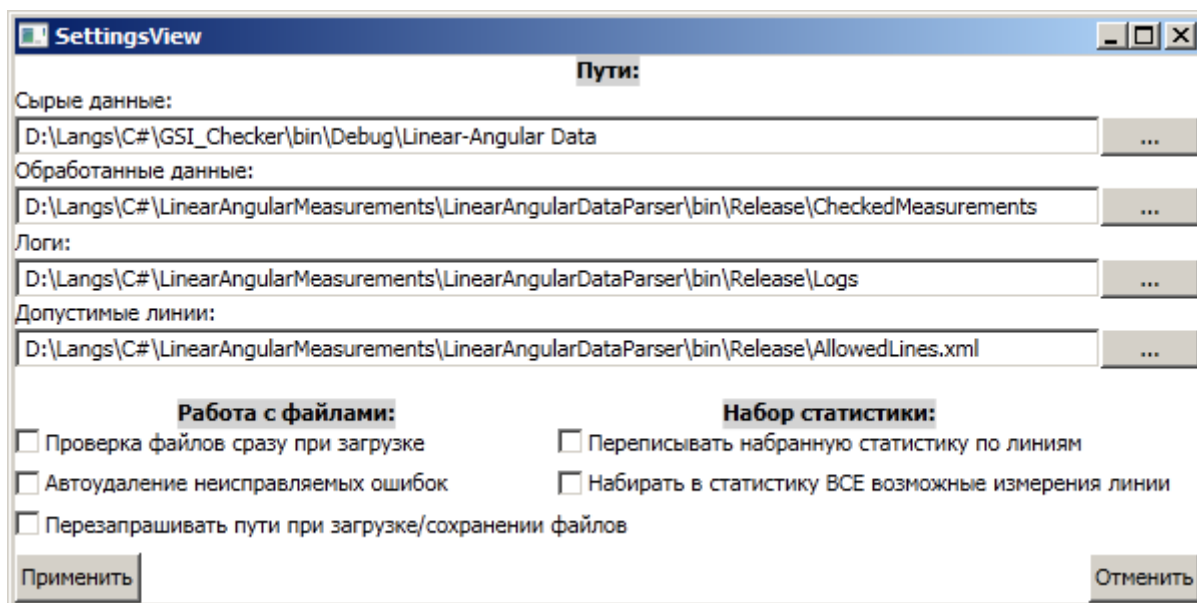 SettingsView
Пути:
Сырые данные:
D:\Langs\C#\GSI_Checker\bin\Debug\Linear-Angular Data ...
Обработанные данные:
D:\Langs\C#\LinearAngularMeasurements\LinearAngularDataParser\bin\Release\CheckedMeasurements ...
Логи:
D:\Langs\C#\LinearAngularMeasurements\LinearAngularDataParser\bin\Release\Logs ...
Допустимые линии:
D:\Langs\C#\LinearAngularMeasurements\LinearAngularDataParser\bin\Release\AllowedLines.xml ...
Работа с файлами: Набор статистики:
Проверка файлов сразу при загрузке Переписывать набранную статистику по линиям
Автоудаление неисправляемых ошибок Набирать в статистику ВСЕ возможные измерения линии
Перезапрашивать пути при загрузке/сохранении файлов
Применить Отменить